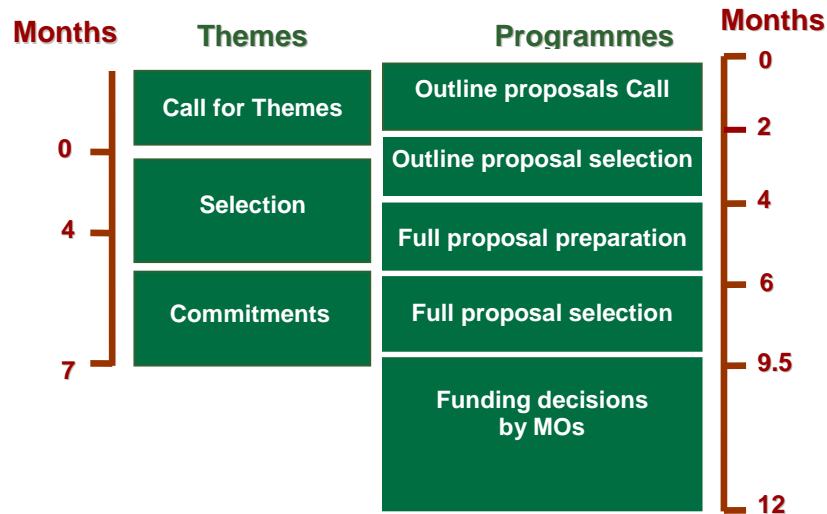 Months
Themes
Programmes
Months
Call for Themes
Selection
Commitments
0
4
7
Outline proposals Call
Outline proposal selection
Full proposal preparation
Full proposal selection
Funding decisions
by MOs
0
2
4
6
9.5
12